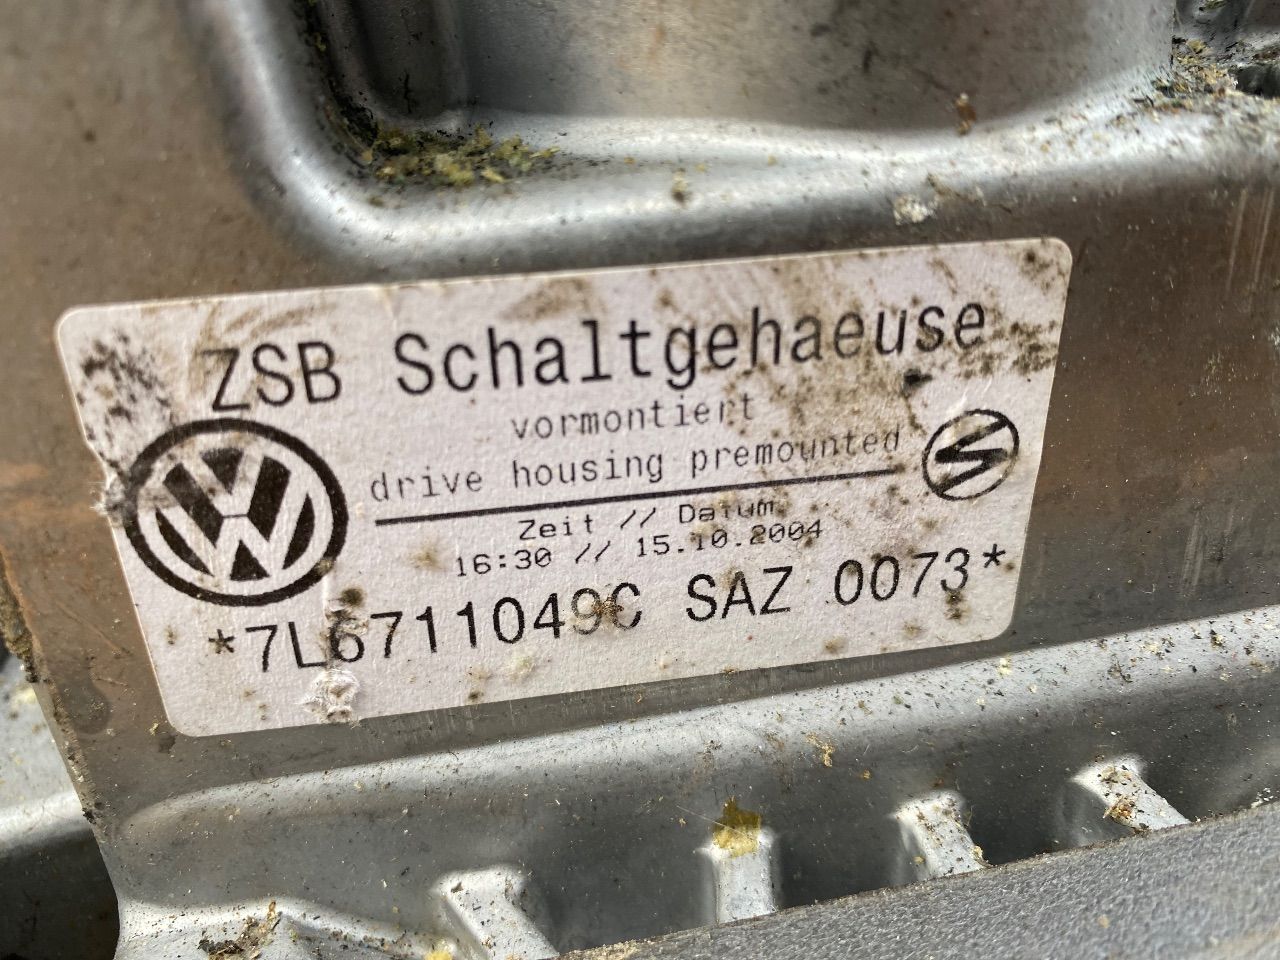 ZSB Schaltgehaeuse
vormontiert
drive housing premounted
Zeit // Datum
16:30 // 15.10.2004
*7L6711049C SAZ 0073*